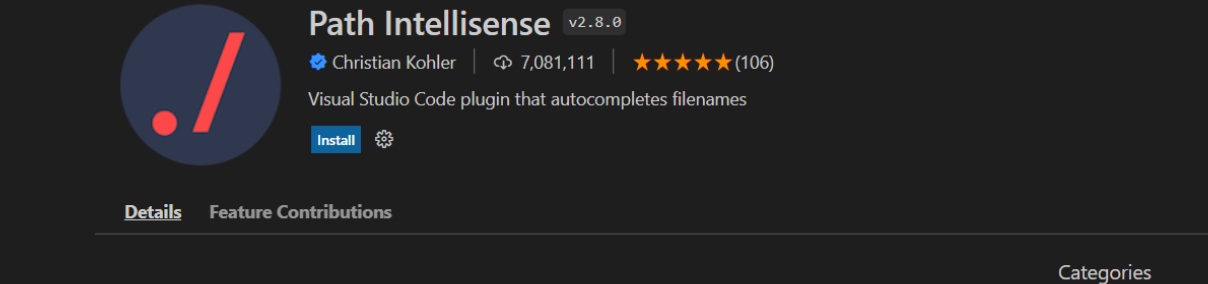 Path Intellisense v2.8.0
Christian Kohler 7,081,111 (106)
Visual Studio Code plugin that autocompletes filenames
Install
Details Feature Contributions
Categories